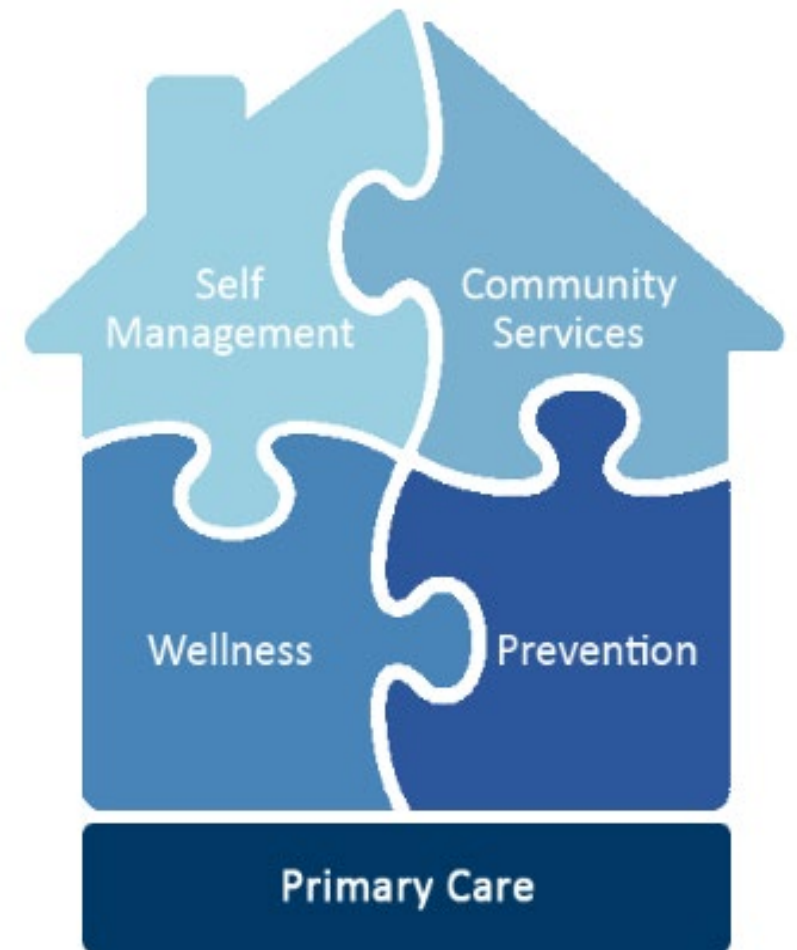 Self
Management
Community
Services
Wellness
Prevention
Primary Care